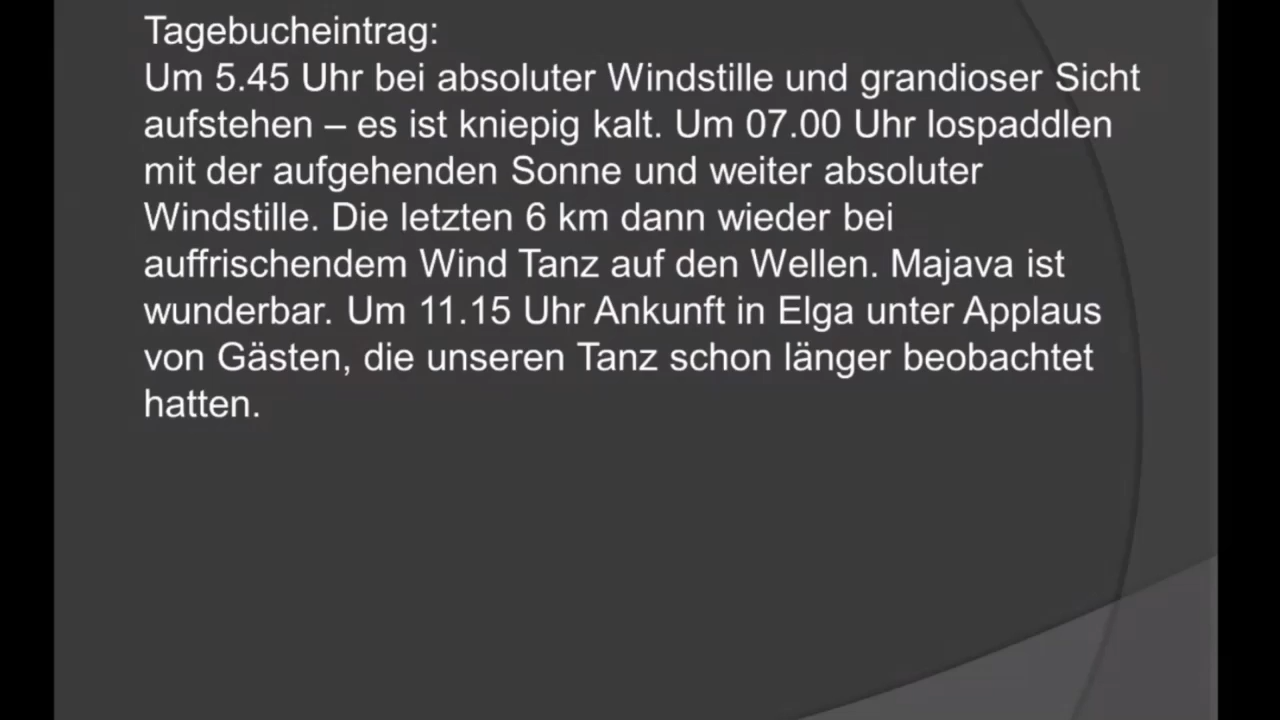 Tagebucheintrag:
Um 5.45 Uhr bei absoluter Windstille und grandioser Sicht
aufstehen – es ist kniepig kalt. Um 07.00 Uhr lospaddlen
mit der aufgehenden Sonne und weiter absoluter
Windstille. Die letzten 6 km dann wieder bei
auffrischendem Wind Tanz auf den Wellen. Majava ist
wunderbar. Um 11.15 Uhr Ankunft in Elga unter Applaus
von Gästen, die unseren Tanz schon länger beobachtet
hatten.